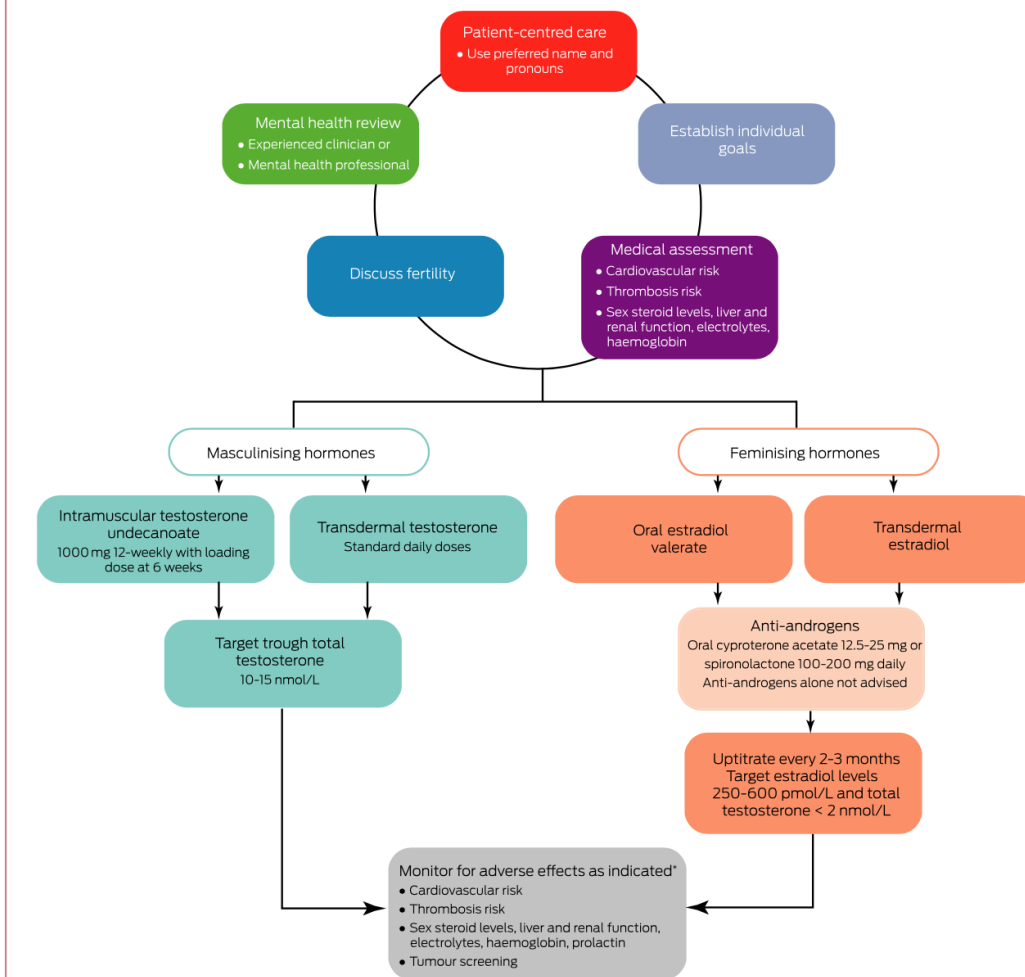 Patient-centred care
● Use preferred name and
pronouns
Mental health review
● Experienced clinician or
● Mental health professional
Establish individual
goals
Discuss fertility
Medical assessment
● Cardiovascular risk
● Thrombosis risk
● Sex steroid levels, liver and
renal function, electrolytes,
haemoglobin
Masculinising hormones
Feminising hormones
Intramuscular testosterone
undecanoate
1000 mg 12-weekly with loading
dose at 6 weeks
Transdermal testosterone
Standard daily doses
Oral estradiol
valerate
Transdermal
estradiol
Target trough total
testosterone
10-15 nmol/L
Anti-androgens
Oral cyproterone acetate 12.5-25 mg or
spironolactone 100-200 mg daily
Anti-androgens alone not advised
Uptitrate every 2-3 months
Target estradiol levels
250-600 pmol/L and total
testosterone < 2 nmol/L
Monitor for adverse effects as indicated*
● Cardiovascular risk
● Thrombosis risk
● Sex steroid levels, liver and renal function,
electrolytes, haemoglobin, prolactin
● Tumour screening